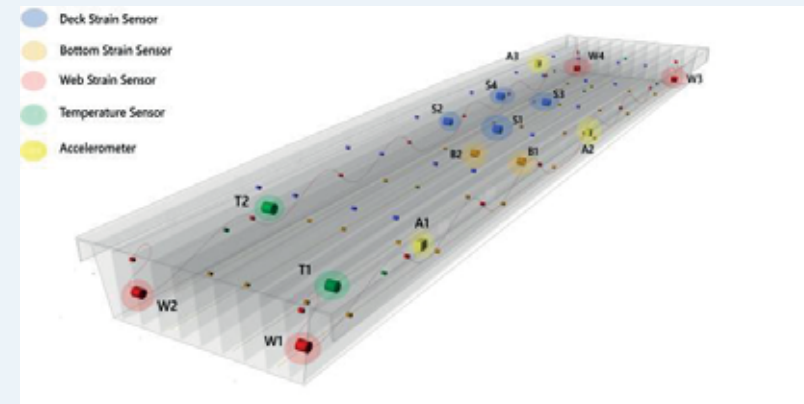 Deck Strain Sensor
Bottom Strain Sensor
Web Strain Sensor
Temperature Sensor
Accelerometer
A3
W4
W3
S4
S3
S2
S1
B2
B1
A2
T2
A1
T1
W2
W1